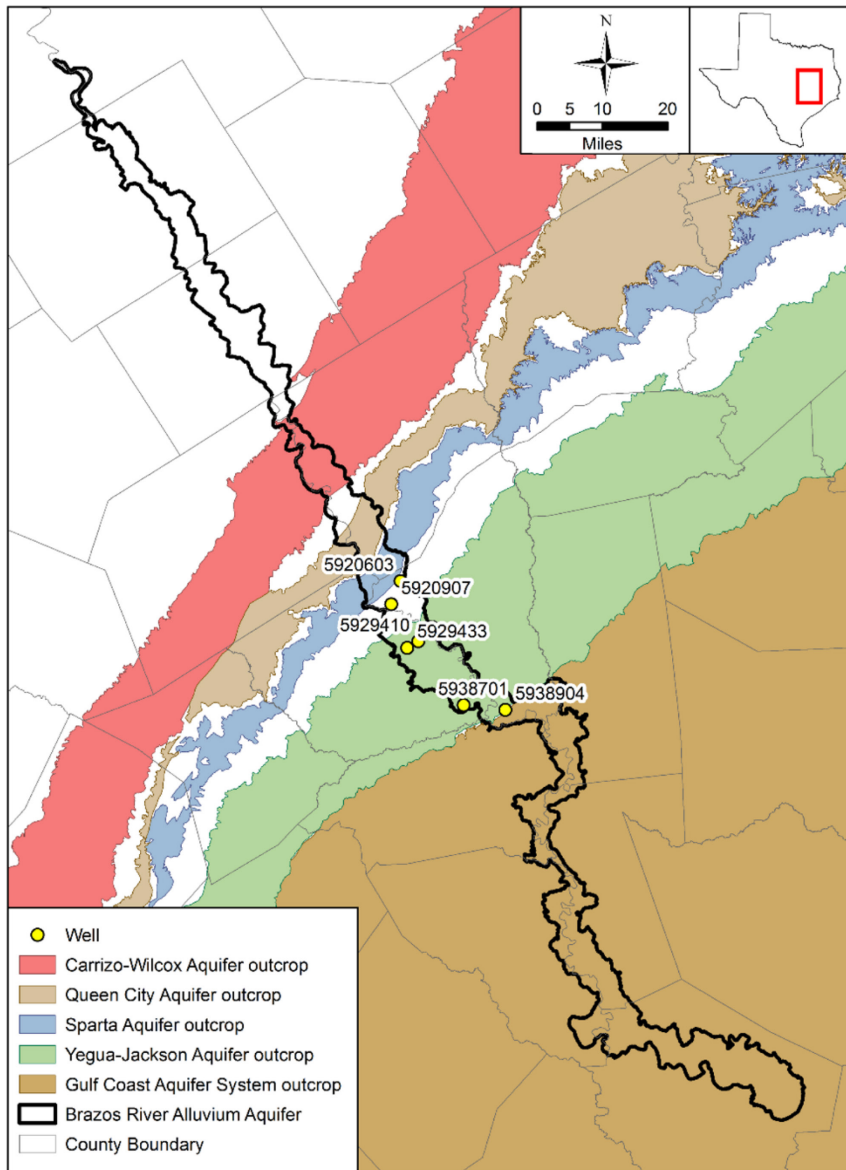 N
0 5 10 20
Miles
5920603
5920907
5929410
5929433
5938701
5938904
Well
Carrizo-Wilcox Aquifer outcrop
Queen City Aquifer outcrop
Sparta Aquifer outcrop
Yegua-Jackson Aquifer outcrop
Gulf Coast Aquifer System outcrop
Brazos River Alluvium Aquifer
County Boundary